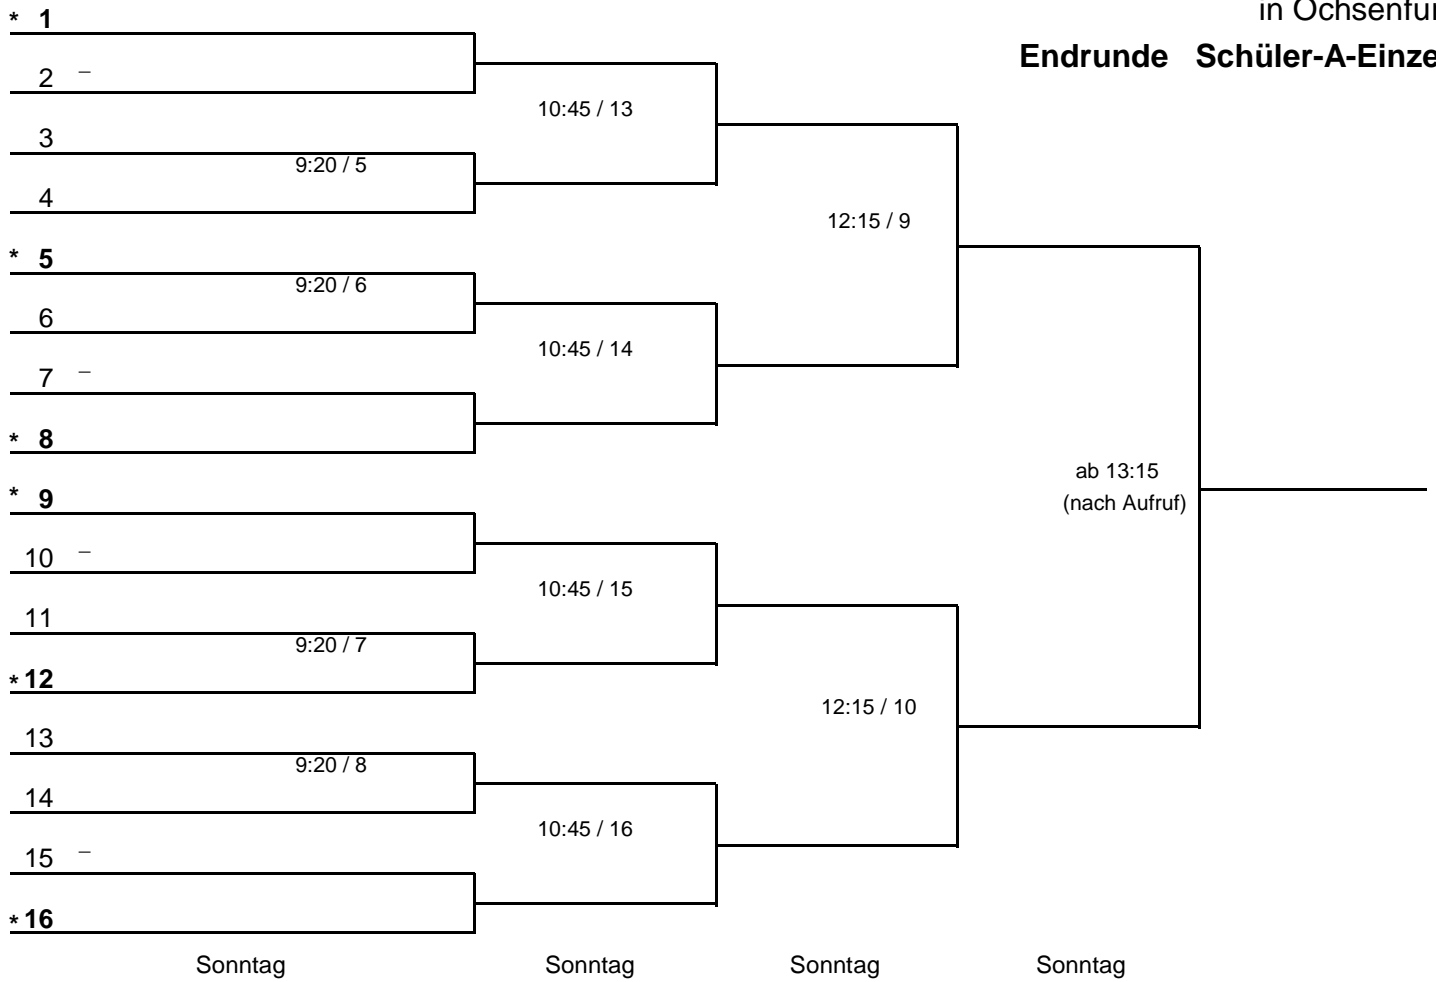 in Ochsenfur
Endrunde Schüler-A-Einze
* 1
2 –
10:45 / 13
3
9:20 / 5
4
12:15 / 9
* 5
9:20 / 6
6
10:45 / 14
7 –
* 8
ab 13:15
(nach Aufruf)
* 9
10 –
10:45 / 15
11
9:20 / 7
* 12
12:15 / 10
13
9:20 / 8
14
10:45 / 16
15 –
* 16
Sonntag Sonntag Sonntag Sonntag